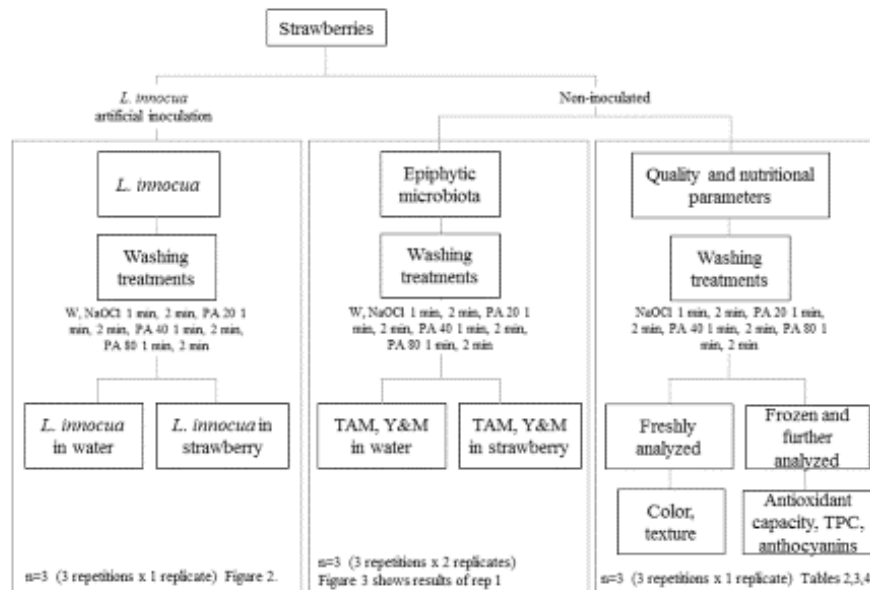 Strawberries
L. innocua
artificial inoculation
Non-inoculated
L. innocua
Washing
treatments
W, NaOCl 1 min, 2 min, PA 20 1
min, 2 min, PA 40 1 min, 2 min,
PA 80 1 min, 2 min
L. innocua
in water
L. innocua in
strawberry
n=3 (3 repetitions x 1 replicate) Figure 2.
Epiphytic
microbiota
Washing
treatments
W, NaOCl 1 min, 2 min, PA 20 1
min, 2 min, PA 40 1 min, 2 min,
PA 80 1 min, 2 min
TAM, Y&M
in water
TAM, Y&M
in strawberry
n=3 (3 repetitions x 2 replicates)
Figure 3 shows results of rep 1
Quality and nutritional
parameters
Washing
treatments
NaOCl 1 min, 2 min, PA 20 1 min,
2 min, PA 40 1 min, 2 min, PA 80 1
min, 2 min
Freshly
analyzed
Frozen and
further
analyzed
Color,
texture
Antioxidant
capacity, TPC,
anthocyanins
n=3 (3 repetitions x 1 replicate) Tables 2,3,4